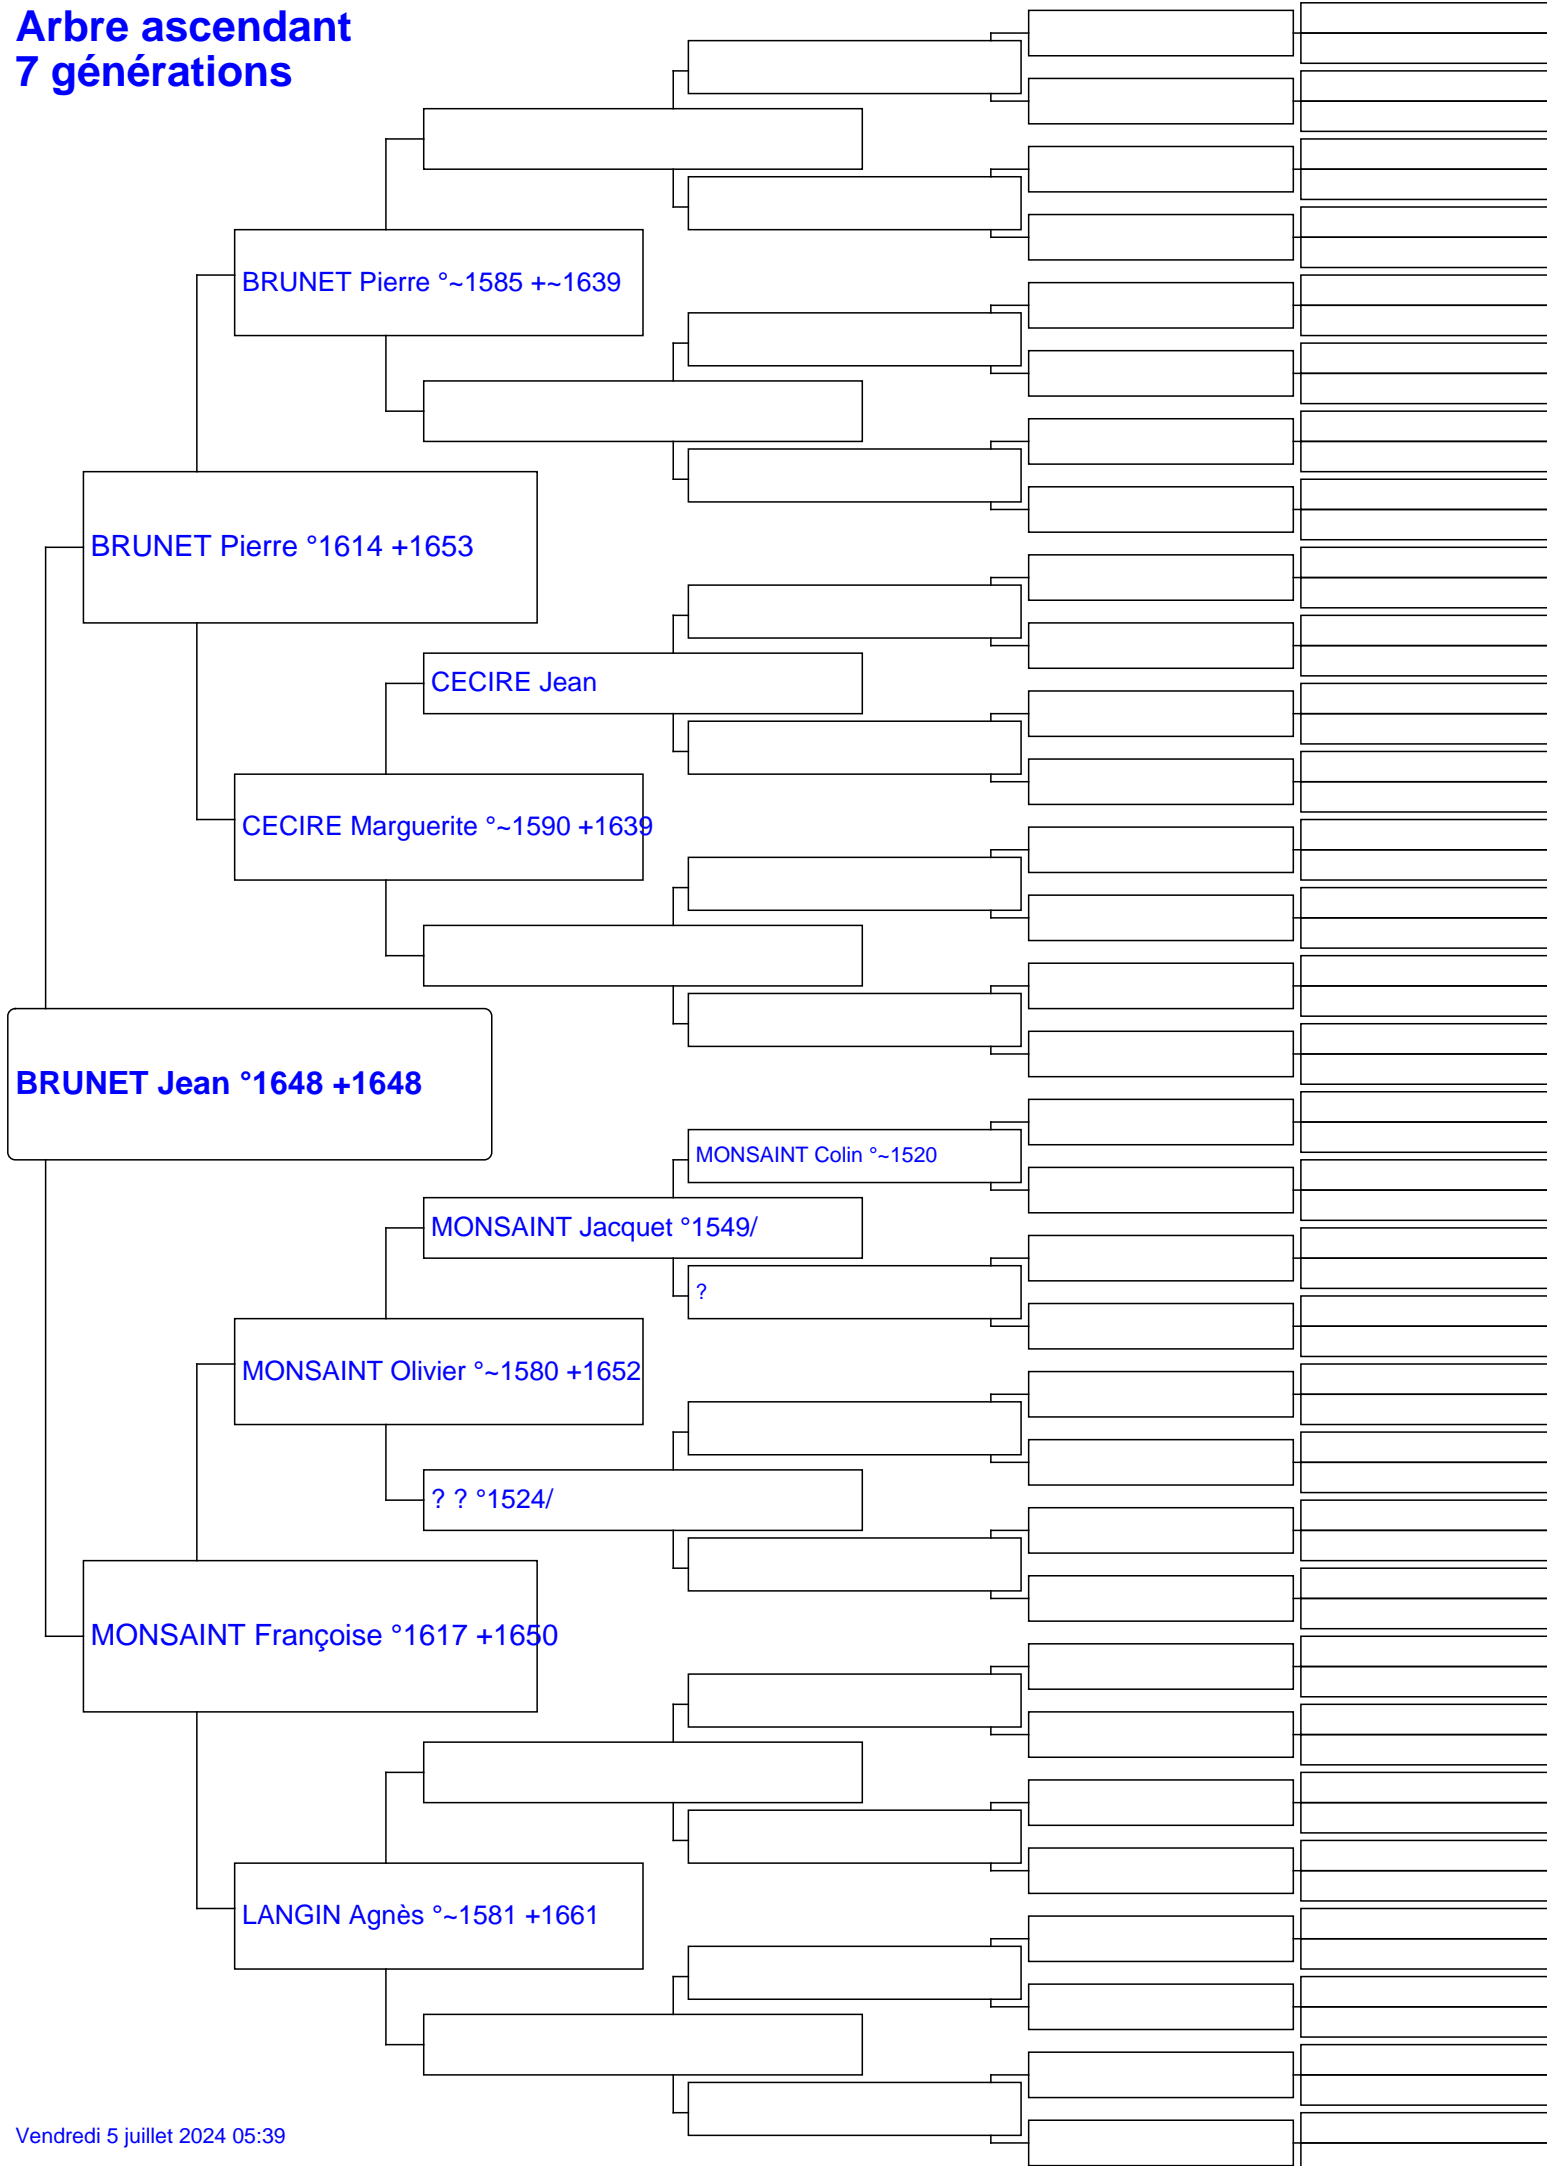 Arbre ascendant
7 générations
BRUNET Pierre °~1585 +~1639
BRUNET Pierre °1614 +1653
CECIRE Jean
CECIRE Marguerite °~1590 +1639
BRUNET Jean °1648 +1648
MONSAINT Colin °~1520
MONSAINT Jacquet °1549/
?
MONSAINT Olivier °~1580 +1652
? ? °1524/
MONSAINT Françoise °1617 +1650
LANGIN Agnès °~1581 +1661
Vendredi 5 juillet 2024 05:39